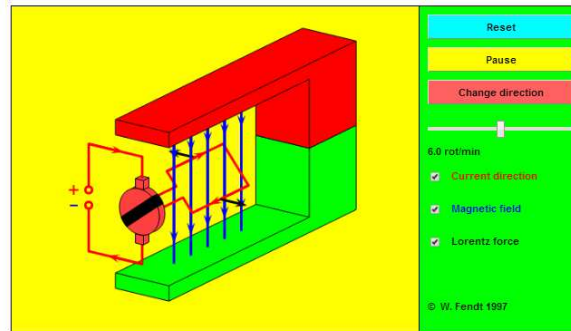 Reset
Pause
Change direction
6.0 rot/min
Current direction
Magnetic field
Lorentz force
© W. Fendt 1997
+
−